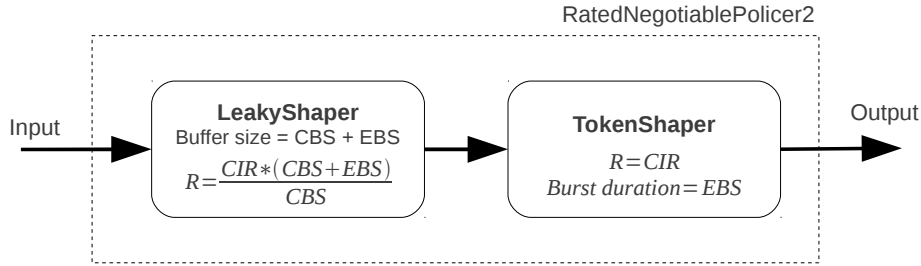 RatedNegotiablePolicer2
Input
LeakyShaper
Buffer size = CBS + EBS
R=CIR∗(CBS+EBS)/CBS
TokenShaper
R=CIR
Burst duration=EBS
Output